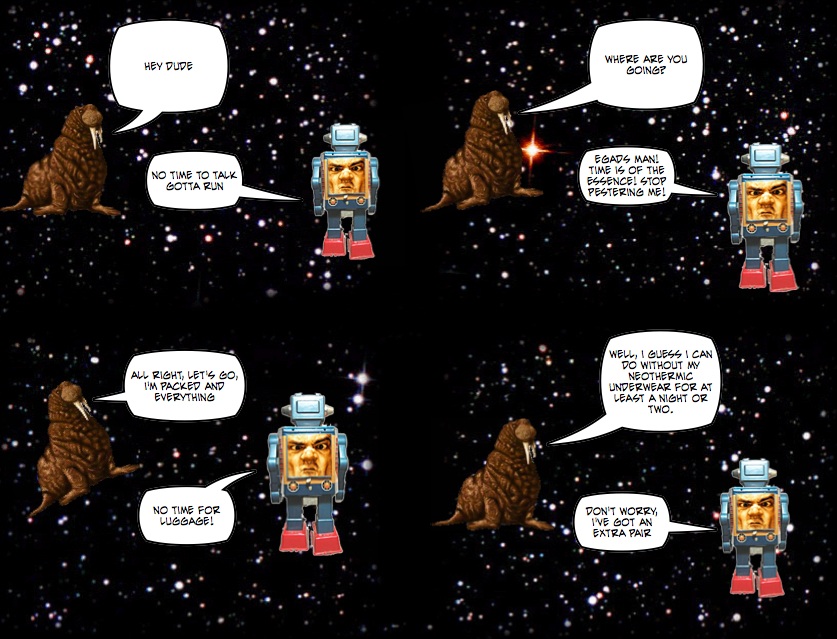 HEY DUDE
NO TIME TO TALK
GOTTA RUN
WHERE ARE YOU
GOING?
EGADS MAN!
TIME IS OF THE
ESSENCE! STOP
PESTERING ME!
ALL RIGHT, LET'S GO,
I'M PACKED AND
EVERYTHING
NO TIME FOR
LUGGAGE!
WELL, I GUESS I CAN
DO WITHOUT MY
NEOTHERMIC
UNDERWEAR FOR AT
LEAST A NIGHT OR
TWO.
DON'T WORRY,
I'VE GOT AN
EXTRA PAIR